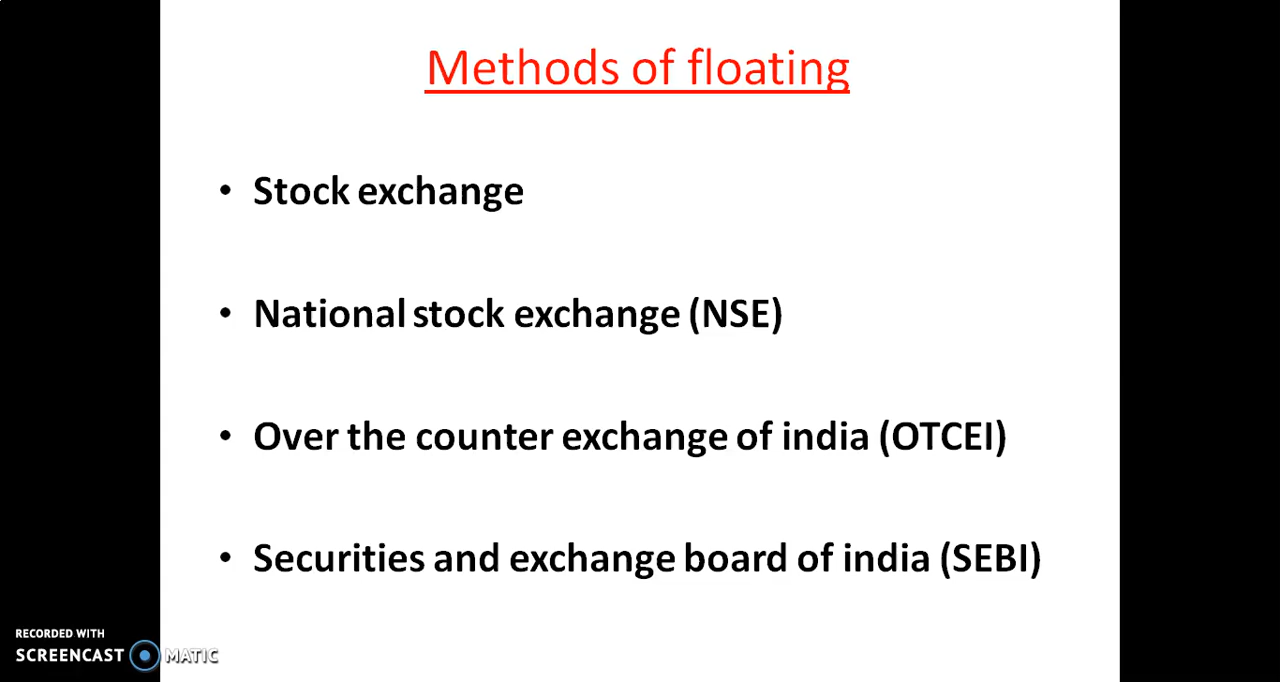 Methods of floating
• Stock exchange
• National stock exchange (NSE)
• Over the counter exchange of india (OTCEI)
• Securities and exchange board of india (SEBI)
RECORDED WITH
SCREENCAST MATIC